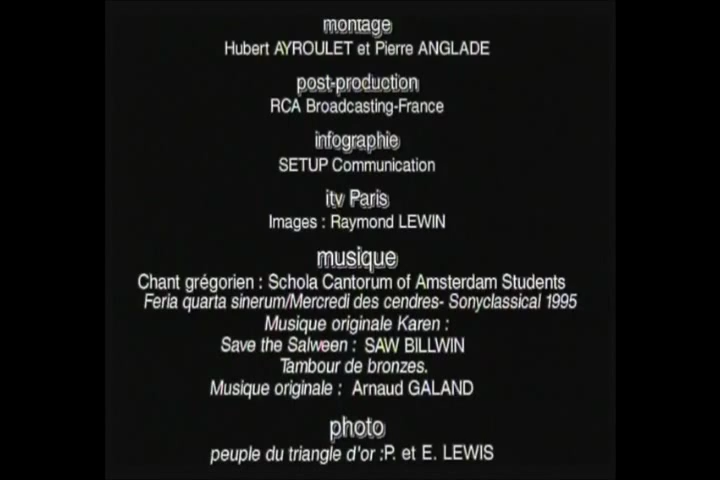 montage
Hubert AYROULET et Pierre ANGLADE
post-production
RCA Broadcasting-France
infographie
SETUP Communication
itv Paris
Images : Raymond LEWIN
musique
Chant grégorien : Schola Cantorum of Amsterdam Students
Feria quarta sinerum/Mercredi des cendres- Sonyclassical 1995
Musique originale Karen :
Save the Salween : SAW BILLWIN
Tambour de bronzes.
Musique originale : Arnaud GALAND
photo
peuple du triangle d'or :P. et E. LEWIS